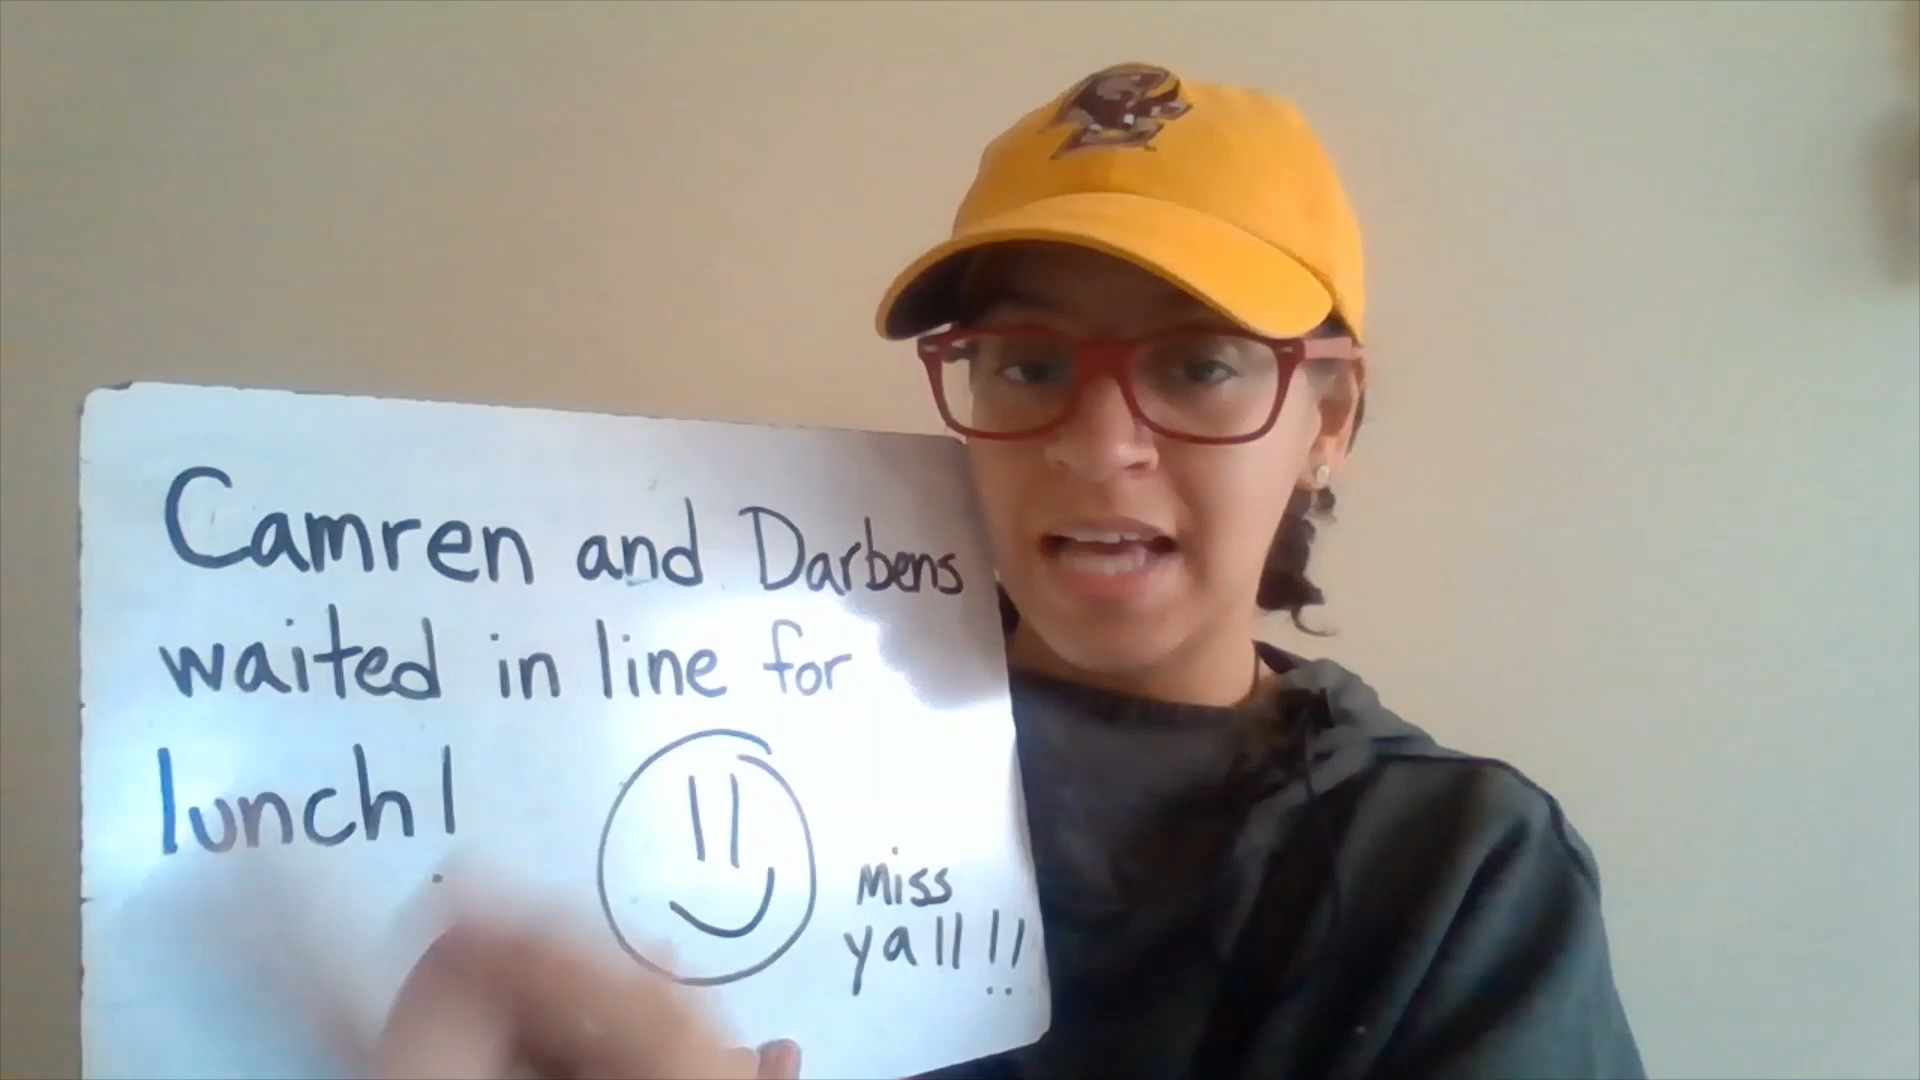 Camren and Darbens
waited in line for
lunch!
miss
yall!!